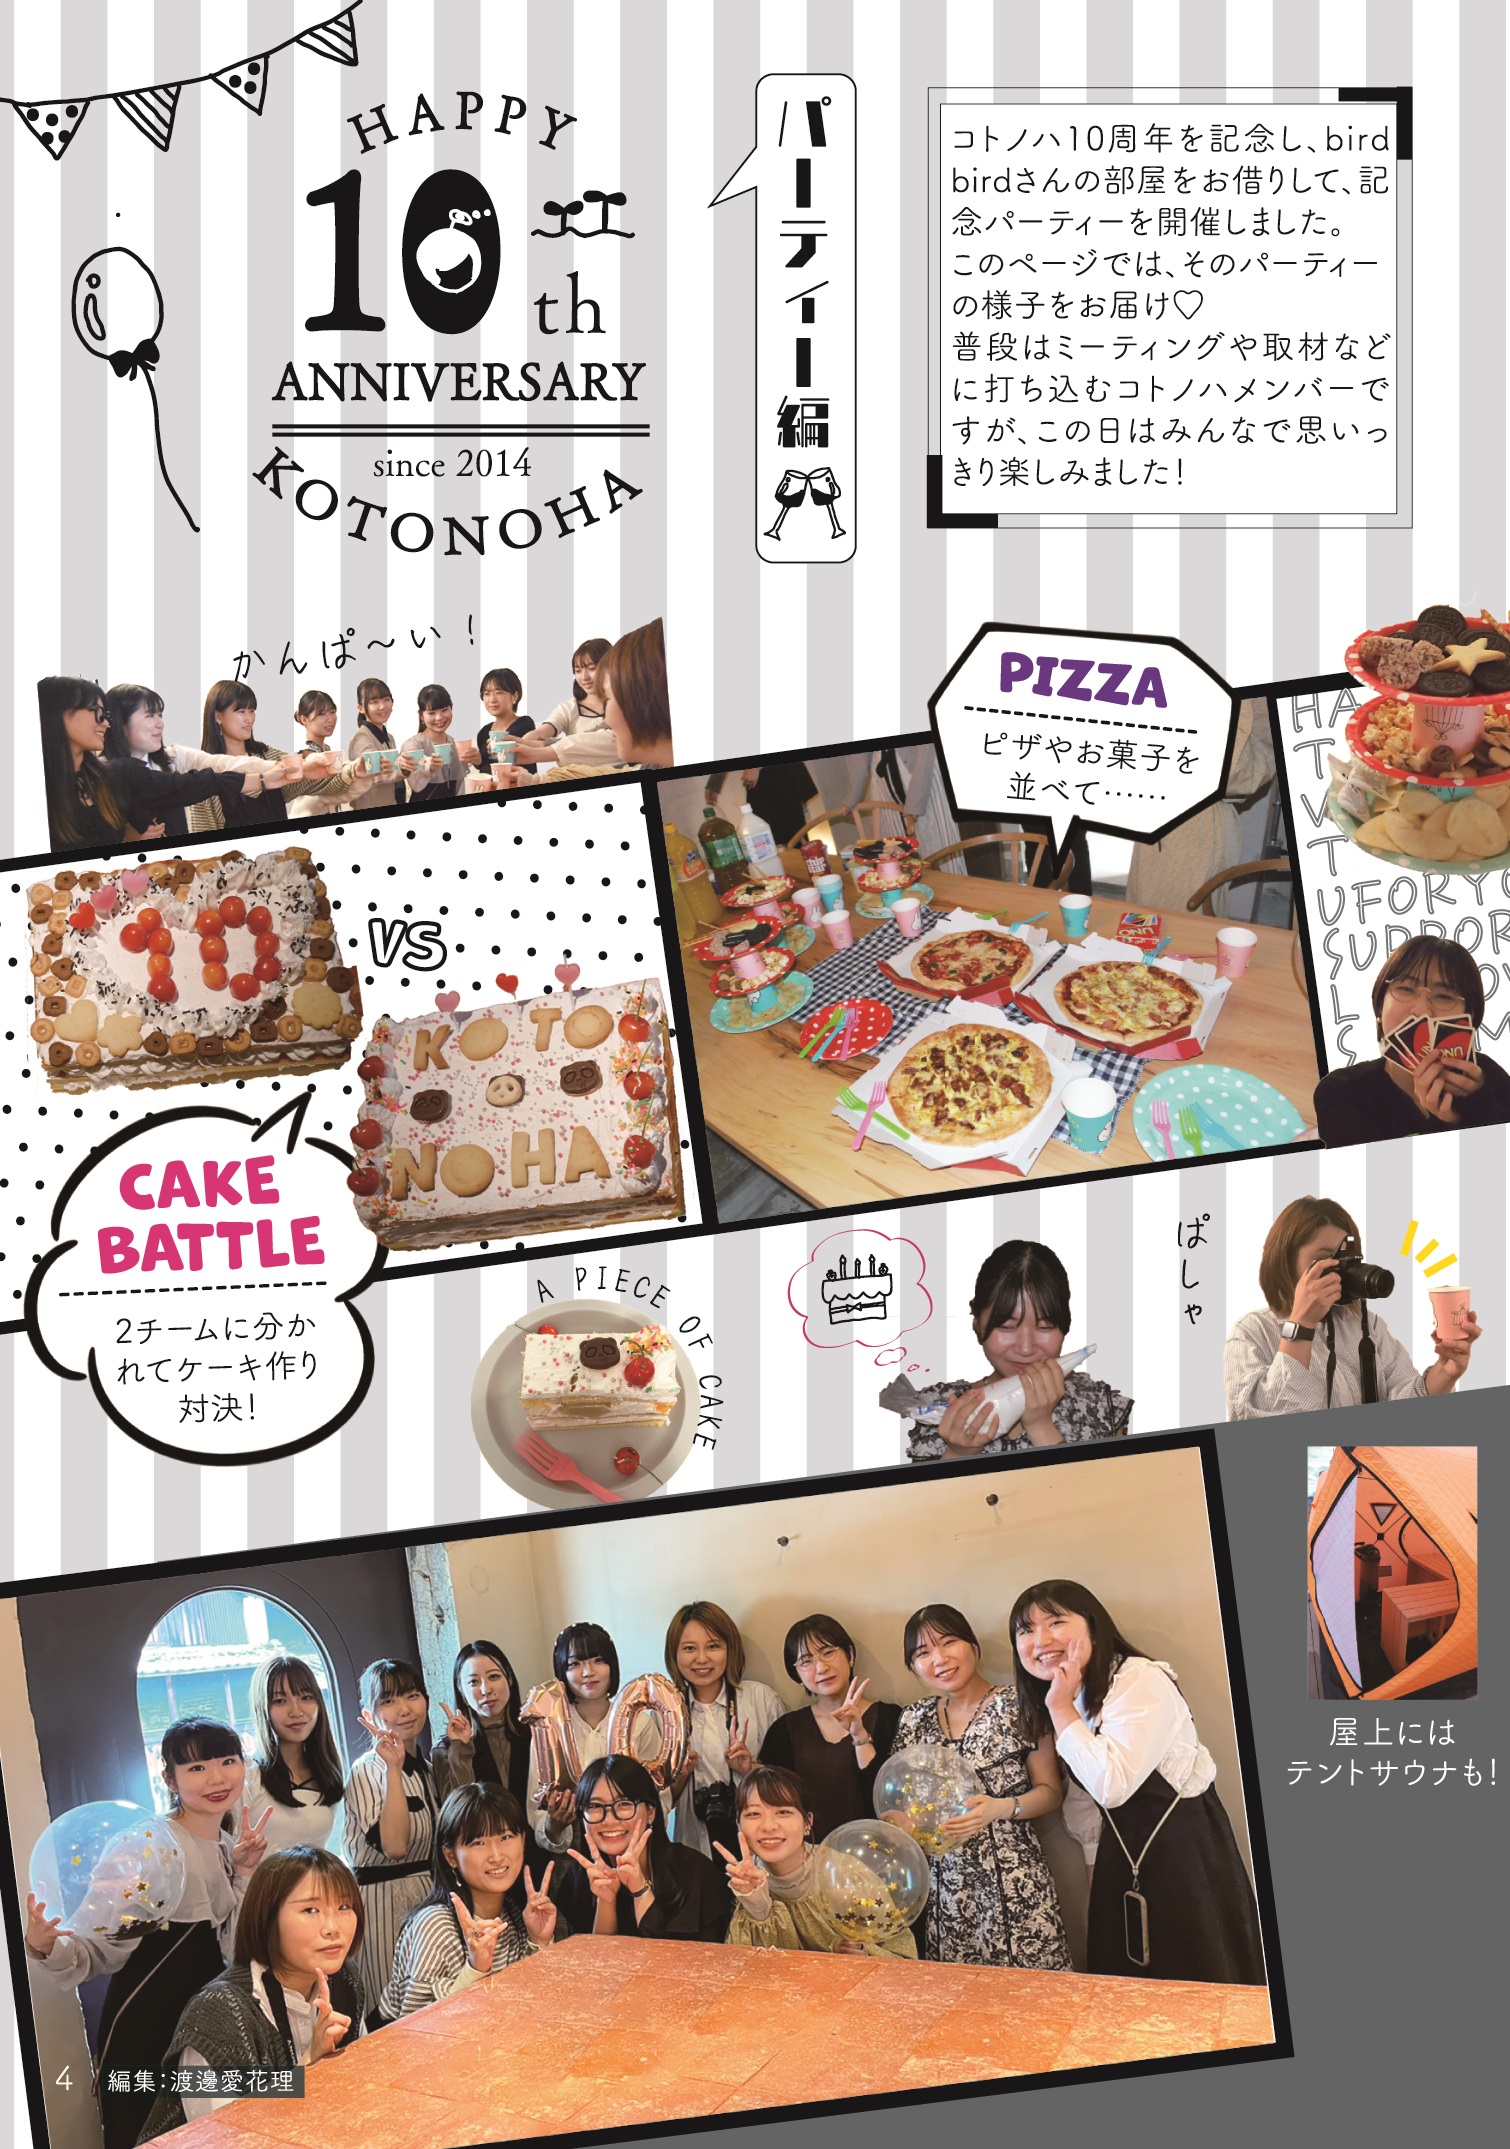 HAPPY
10th
ANNIVERSARY
since 2014
KOTONOHA
パーティー編
コトノハ10周年を記念し、bird
birdさんの部屋をお借りして、記
念パーティーを開催しました。
このページでは、そのパーティー
の様子をお届け♡
普段はミーティングや取材など
に打ち込むコトノハメンバーで
すが、この日はみんなで思いっ
きり楽しみました！
かんぱ〜い！
PIZZA
ピザやお菓子を
並べて……
UNO
10
VS
KOTO
NOHA
CAKE
BATTLE
2チームに分か
れてケーキ作り
対決！
A PIECE OF CAKE
ぱしゃ
10
屋上には
テントサウナも！
4
編集：渡邊愛花理